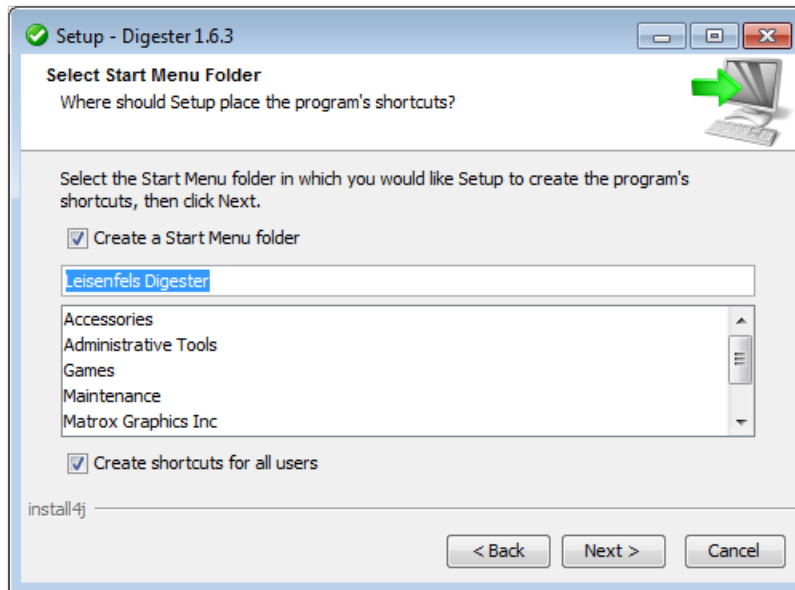 Setup - Digester 1.6.3
Select Start Menu Folder
Where should Setup place the program's shortcuts?
Select the Start Menu folder in which you would like Setup to create the program's
shortcuts, then click Next.
Create a Start Menu folder
Leisenfels Digester
Accessories
Administrative Tools
Games
Maintenance
Matrox Graphics Inc
Create shortcuts for all users
install4j
< Back
Next >
Cancel